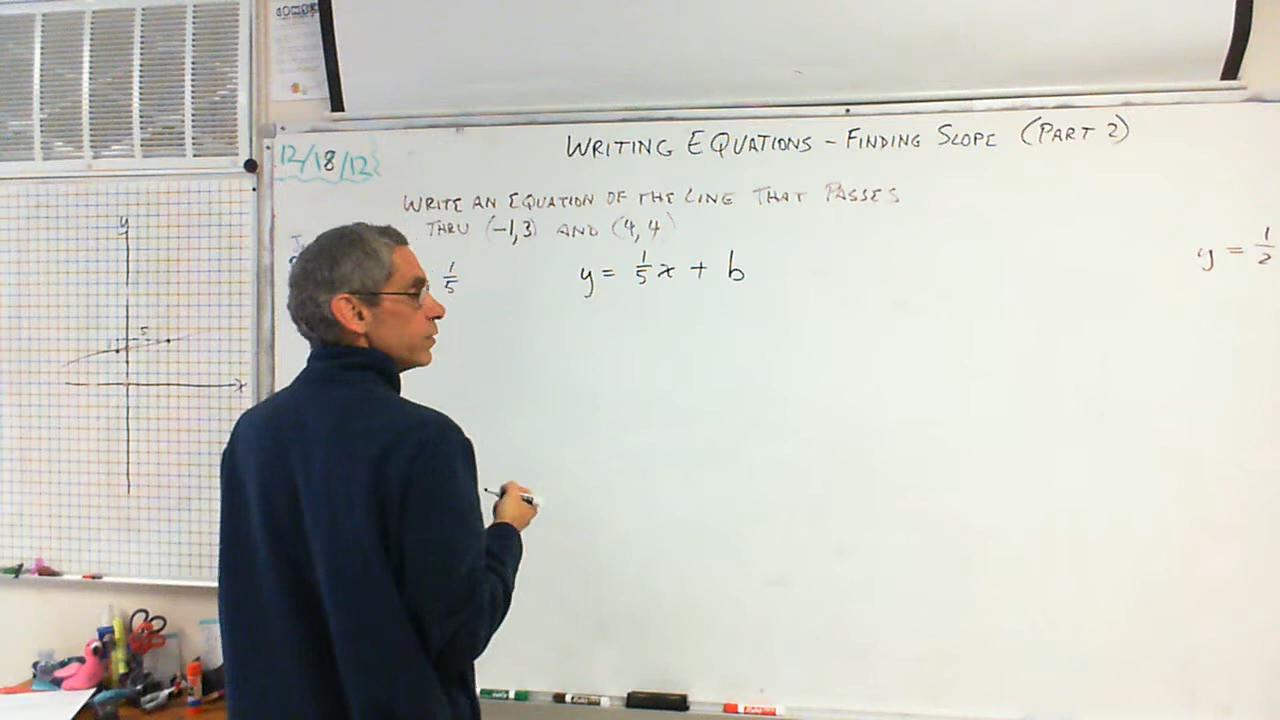 WRITING EQUATIONS - FINDING SLOPE (PART 2)
12/18/12
WRITE AN EQUATION OF THE LINE THAT PASSES
THRU (-1,3) AND (4,4)
1/5
y = 1/5 x + b
y = 1/2
y
5
x